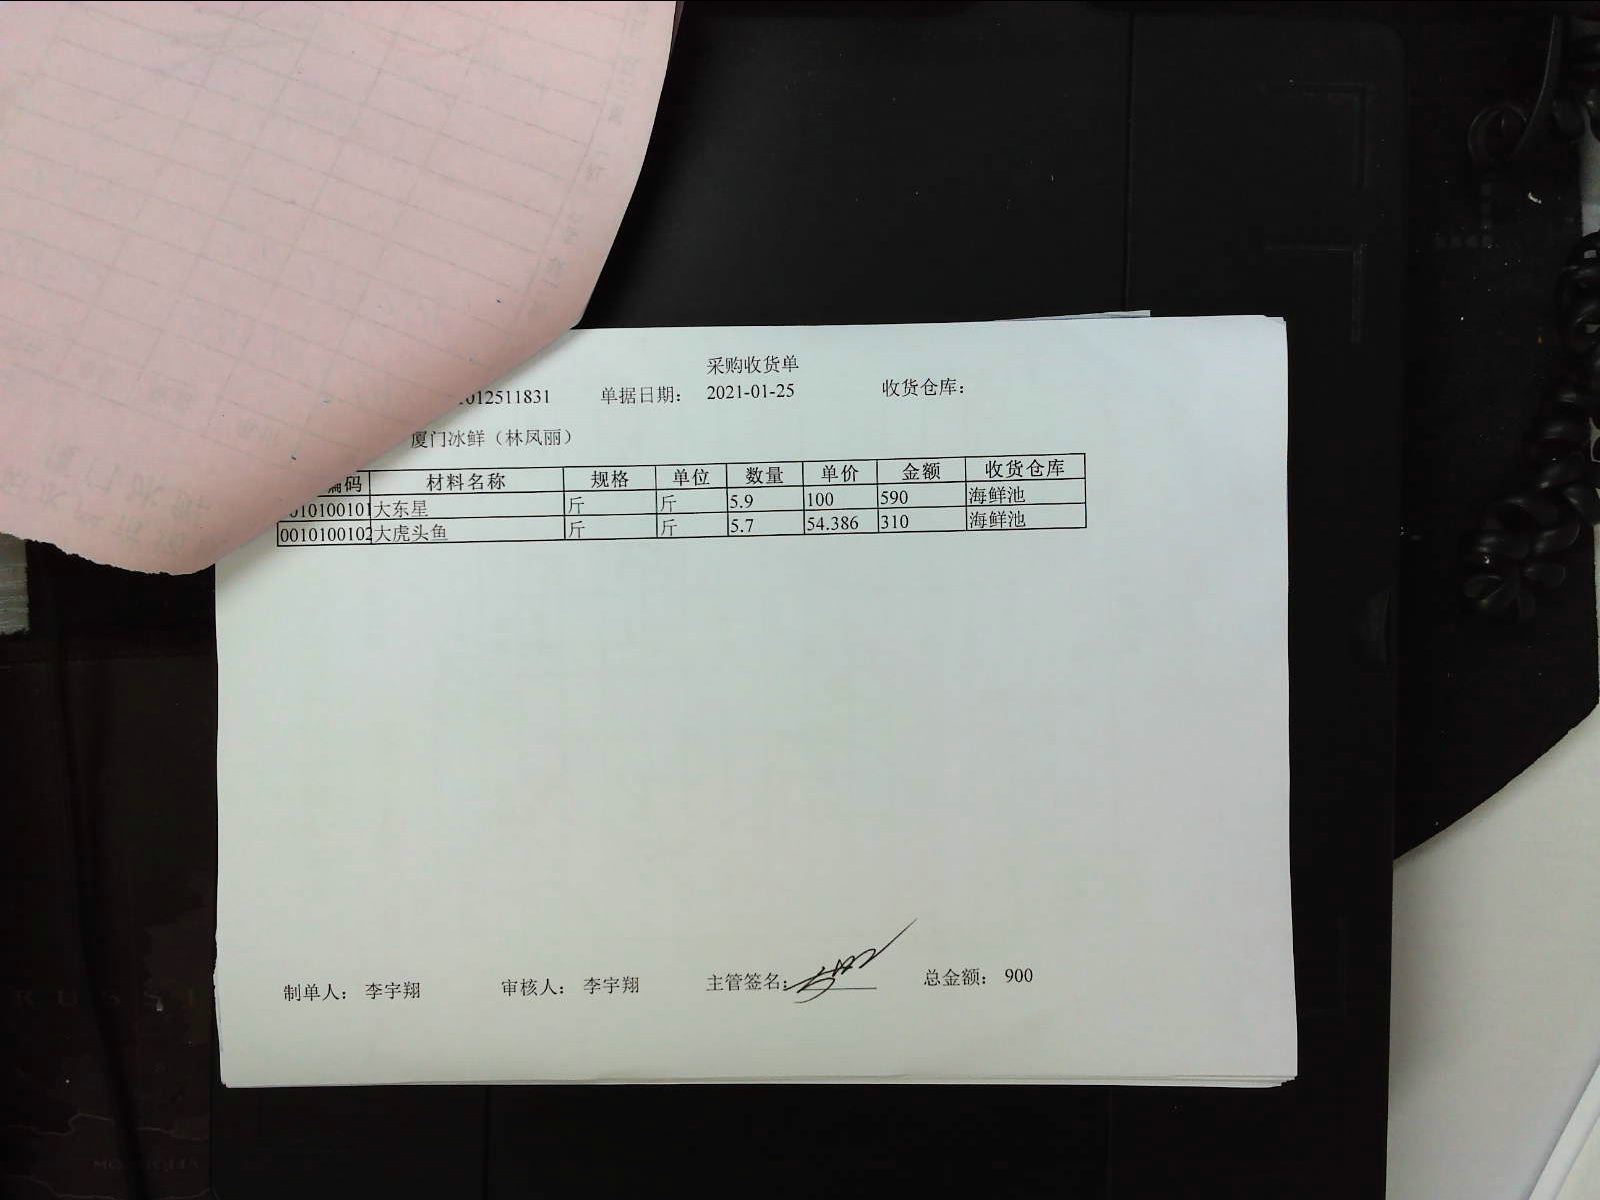 采购收货单
012511831 单据日期： 2021-01-25 收货仓库：
厦门冰鲜（林凤丽）
编码 材料名称 规格 单位 数量 单价 金额 收货仓库
010100101 大东星 斤 斤 5.9 100 590 海鲜池
0010100102 大虎头鱼 斤 斤 5.7 54.386 310 海鲜池
制单人： 李宇翔 审核人： 李宇翔 主管签名： 总金额： 900